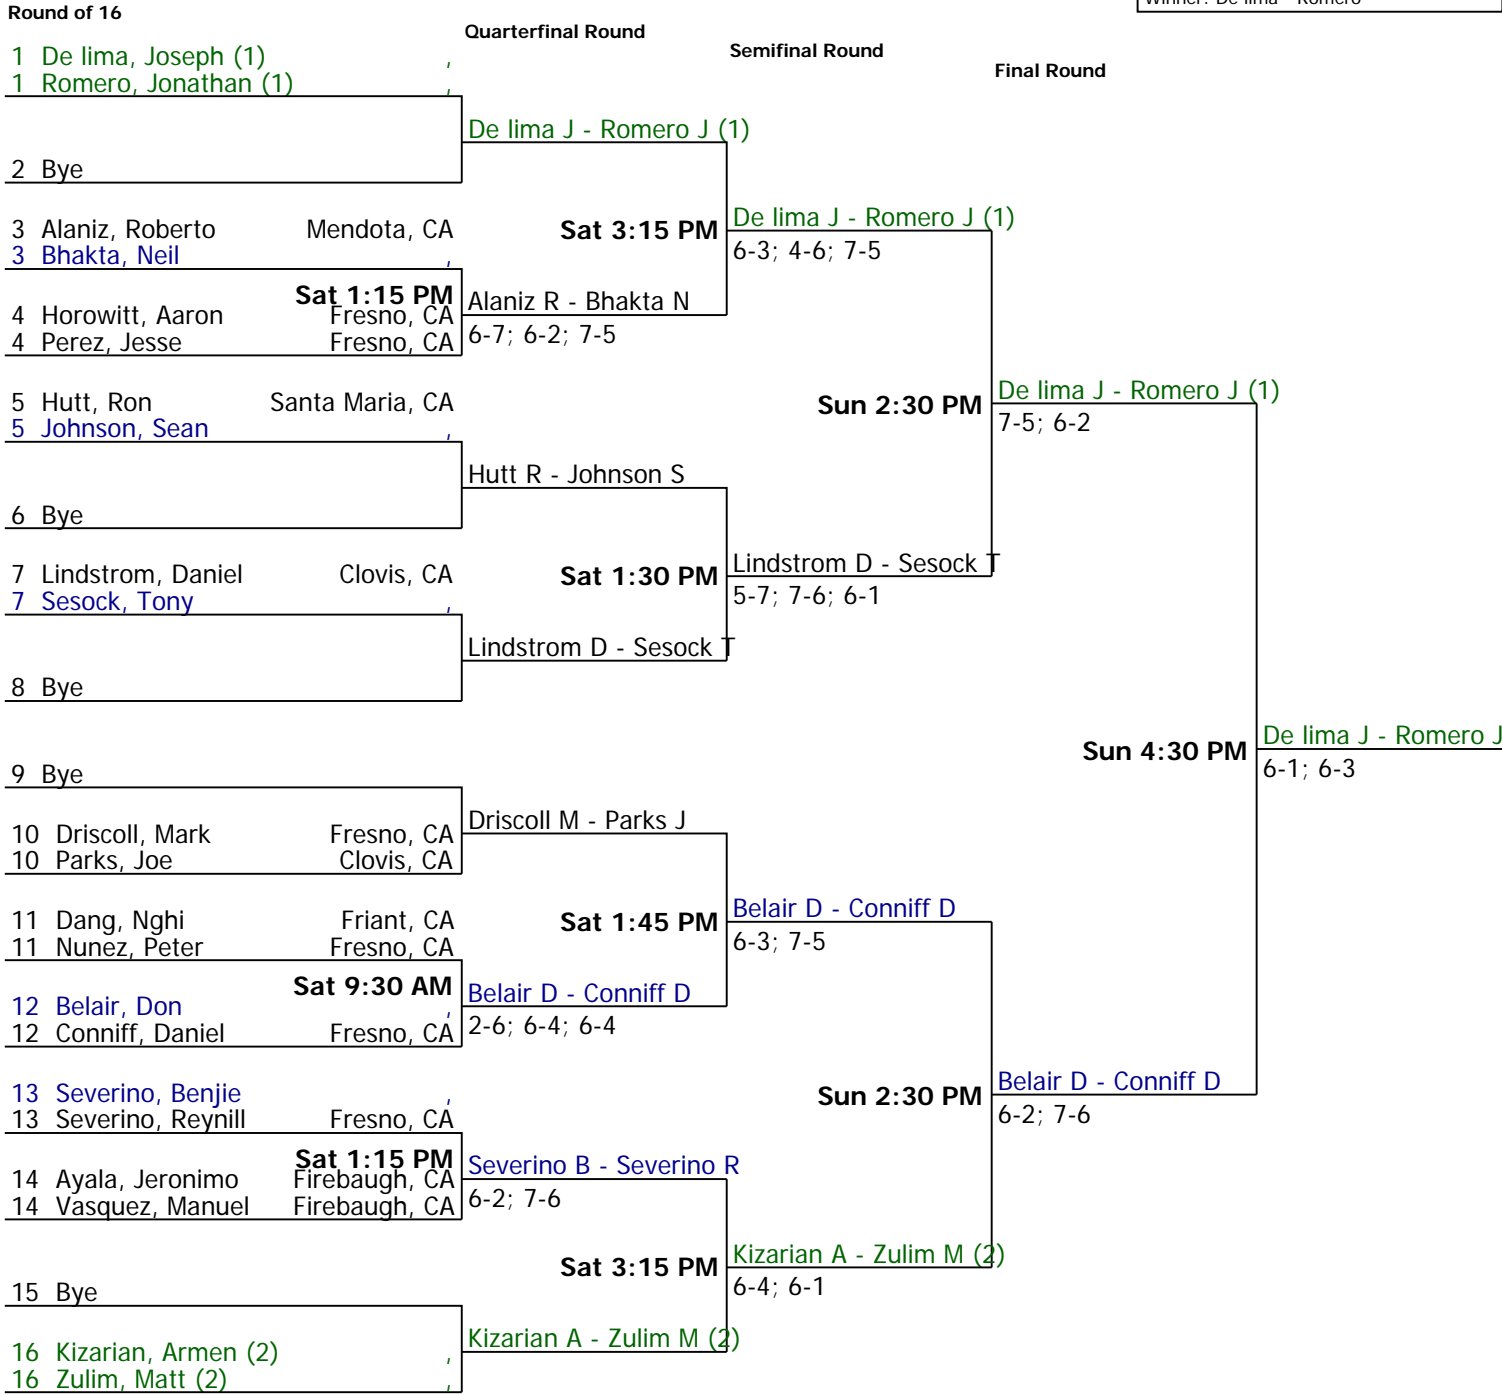 Winner: De lima - Romero
Round of 16
Quarterfinal Round
Semifinal Round
Final Round
1 De lima, Joseph (1) ,
1 Romero, Jonathan (1) ,
De lima J - Romero J (1)
2 Bye
3 Alaniz, Roberto Mendota, CA
3 Bhakta, Neil ,
Sat 3:15 PM
De lima J - Romero J (1)
6-3; 4-6; 7-5
Sat 1:15 PM
Alaniz R - Bhakta N
6-7; 6-2; 7-5
4 Horowitt, Aaron Fresno, CA
4 Perez, Jesse Fresno, CA
5 Hutt, Ron Santa Maria, CA
5 Johnson, Sean ,
Sun 2:30 PM
De lima J - Romero J (1)
7-5; 6-2
Hutt R - Johnson S
6 Bye
7 Lindstrom, Daniel Clovis, CA
7 Sesock, Tony ,
Sat 1:30 PM
Lindstrom D - Sesock T
5-7; 7-6; 6-1
Lindstrom D - Sesock T
8 Bye
Sun 4:30 PM
De lima J - Romero J
6-1; 6-3
9 Bye
Driscoll M - Parks J
10 Driscoll, Mark Fresno, CA
10 Parks, Joe Clovis, CA
11 Dang, Nghi Friant, CA
11 Nunez, Peter Fresno, CA
Sat 1:45 PM
Belair D - Conniff D
6-3; 7-5
Sat 9:30 AM
Belair D - Conniff D
2-6; 6-4; 6-4
12 Belair, Don ,
12 Conniff, Daniel Fresno, CA
13 Severino, Benjie ,
13 Severino, Reynill Fresno, CA
Sun 2:30 PM
Belair D - Conniff D
6-2; 7-6
Sat 1:15 PM
Severino B - Severino R
6-2; 7-6
14 Ayala, Jeronimo Firebaugh, CA
14 Vasquez, Manuel Firebaugh, CA
Sat 3:15 PM
Kizarian A - Zulim M (2)
6-4; 6-1
15 Bye
Kizarian A - Zulim M (2)
16 Kizarian, Armen (2) ,
16 Zulim, Matt (2) ,